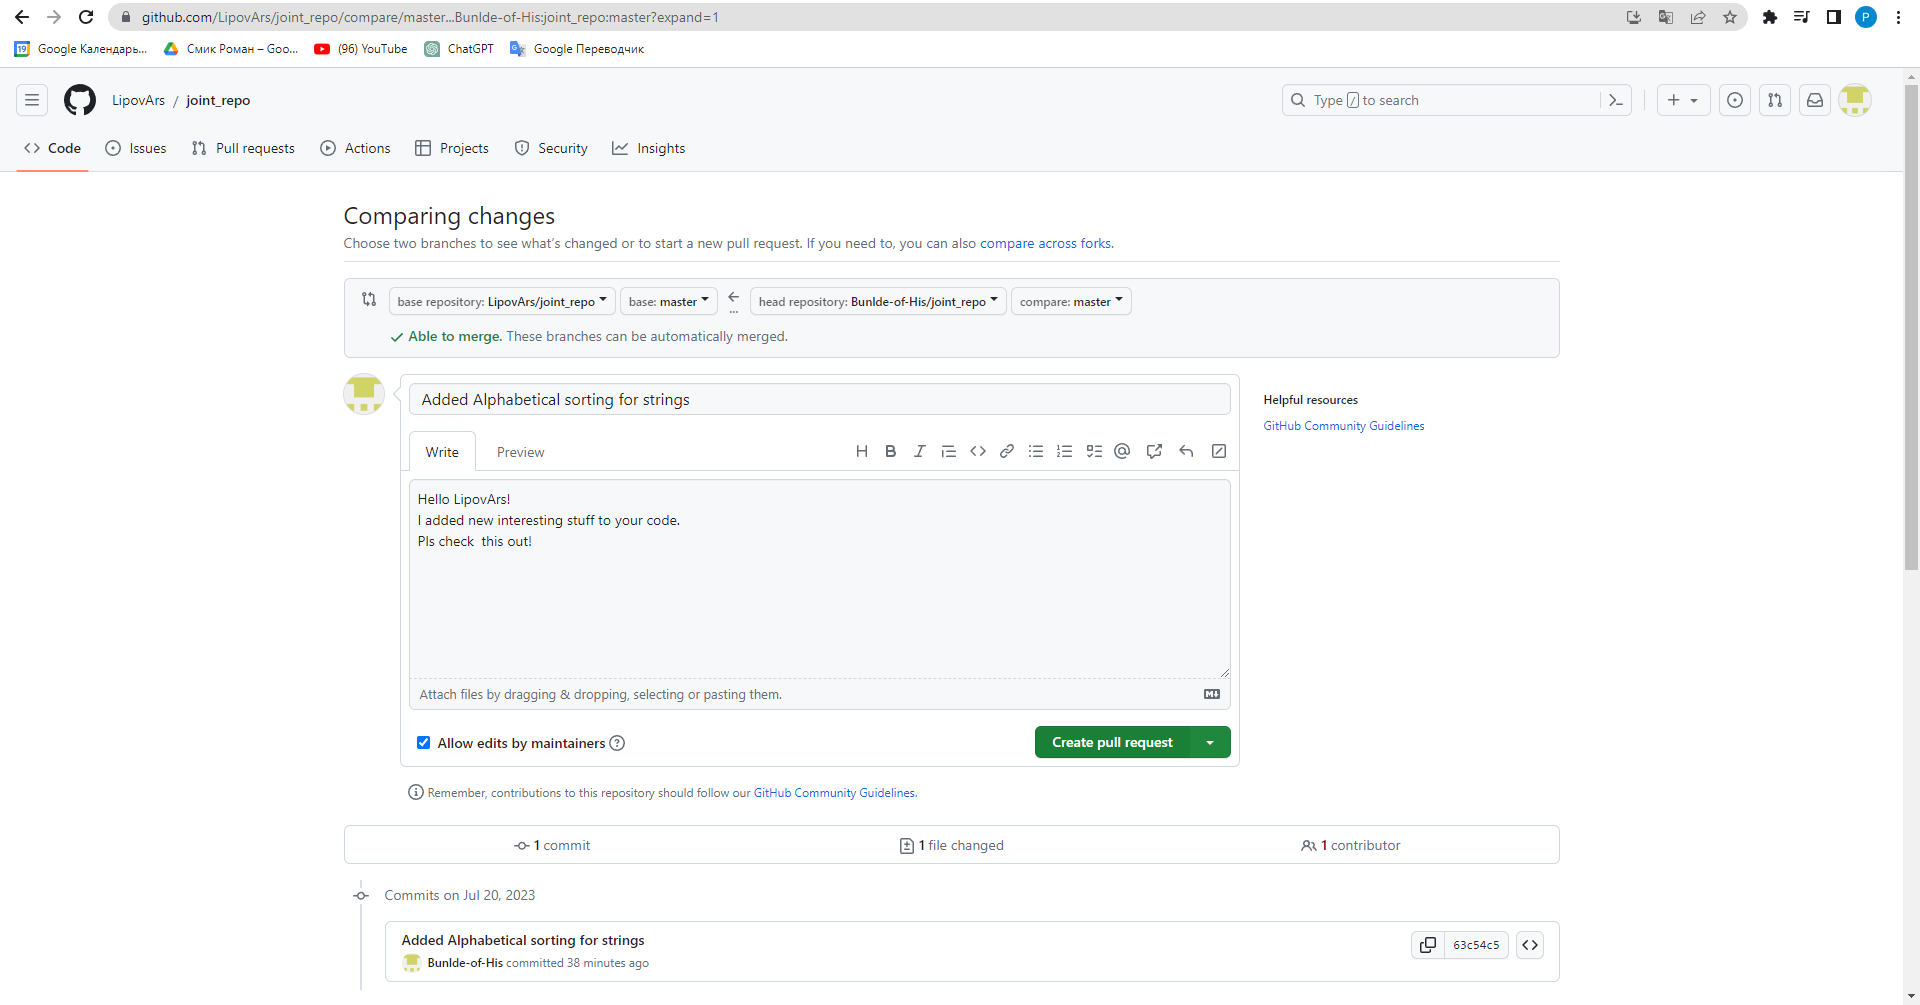 github.com/LipovArs/joint_repo/compare/master...Bunlde-of-His:joint_repo:master?expand=1
19 Google Календарь... Смик Роман – Goo... (96) YouTube ChatGPT Google Переводчик
LipovArs / joint_repo Type / to search
P
Code Issues Pull requests Actions Projects Security Insights
Comparing changes
Choose two branches to see what's changed or to start a new pull request. If you need to, you can also compare across forks.
base repository: LipovArs/joint_repo base: master ... head repository: Bunlde-of-His/joint_repo compare: master
Able to merge. These branches can be automatically merged.
Added Alphabetical sorting for strings
Helpful resources
GitHub Community Guidelines
Write Preview H B I
Hello LipovArs!
I added new interesting stuff to your code.
Pls check  this out!
Attach files by dragging & dropping, selecting or pasting them.
Allow edits by maintainers Create pull request
Remember, contributions to this repository should follow our GitHub Community Guidelines.
1 commit 1 file changed 1 contributor
Commits on Jul 20, 2023
Added Alphabetical sorting for strings
Bunlde-of-His committed 38 minutes ago
63c54c5